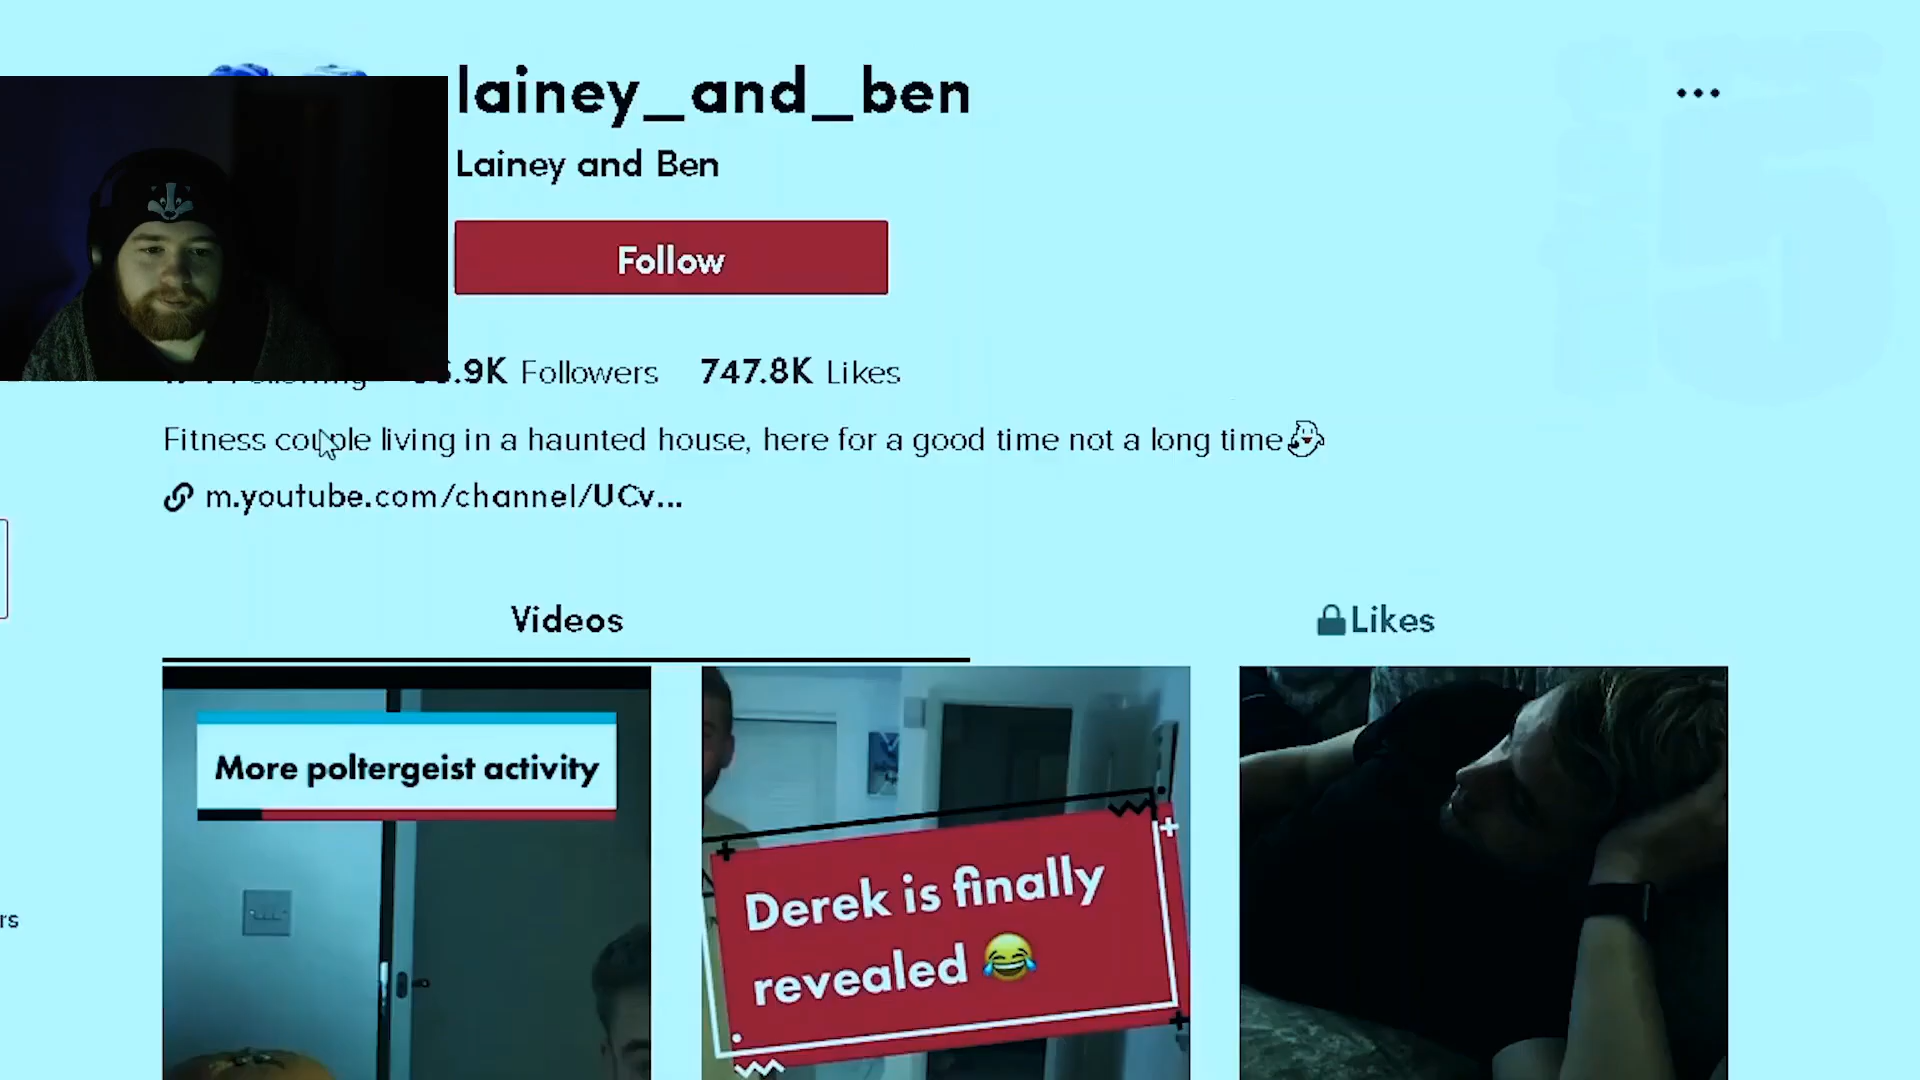 lainey_and_ben
Lainey and Ben
Follow
Followers 747.8K Likes
Fitness couple living in a haunted house, here for a good time not a long time
m.youtube.com/channel/UCv...
Videos
Likes
More poltergeist activity
Derek is finally
revealed 😂
rs